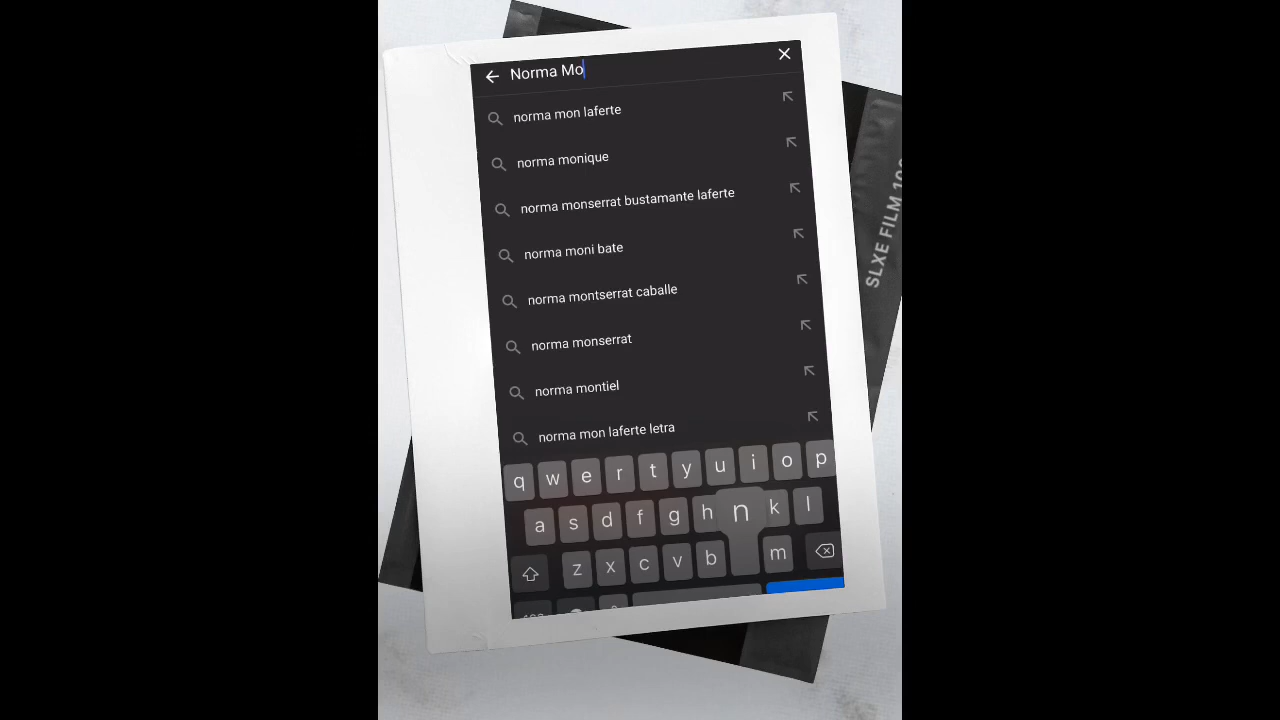 Norma Mo
norma mon laferte
norma monique
norma monserrat bustamante laferte
norma moni bate
norma montserrat caballe
norma monserrat
norma montiel
norma mon laferte letra
q w e r t y u i o p
a s d f g h n k l
z x c v b m
SLXE FILM 100